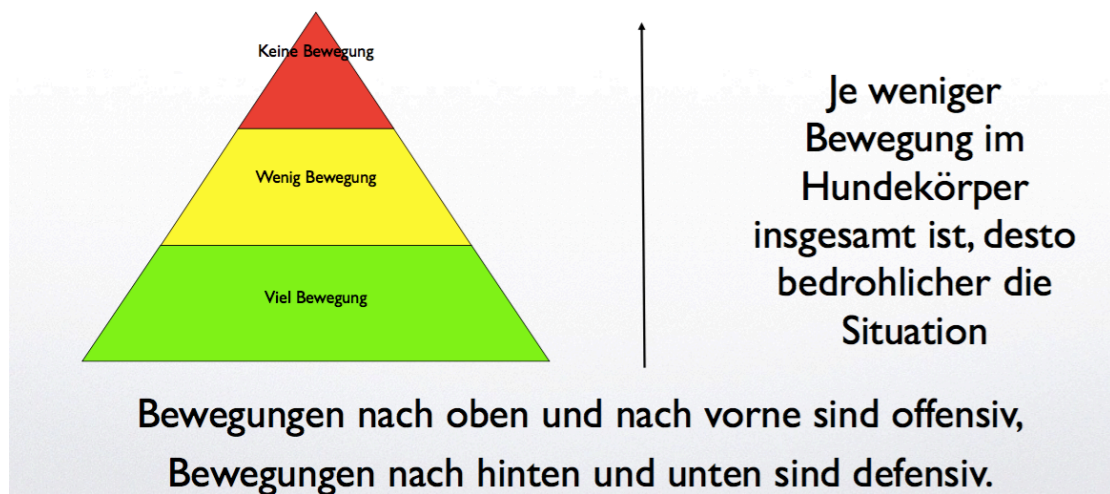 Keine Bewegung
Wenig Bewegung
Viel Bewegung
Je weniger
Bewegung im
Hundekörper
insgesamt ist, desto
bedrohlicher die
Situation
Bewegungen nach oben und nach vorne sind offensiv,
Bewegungen nach hinten und unten sind defensiv.